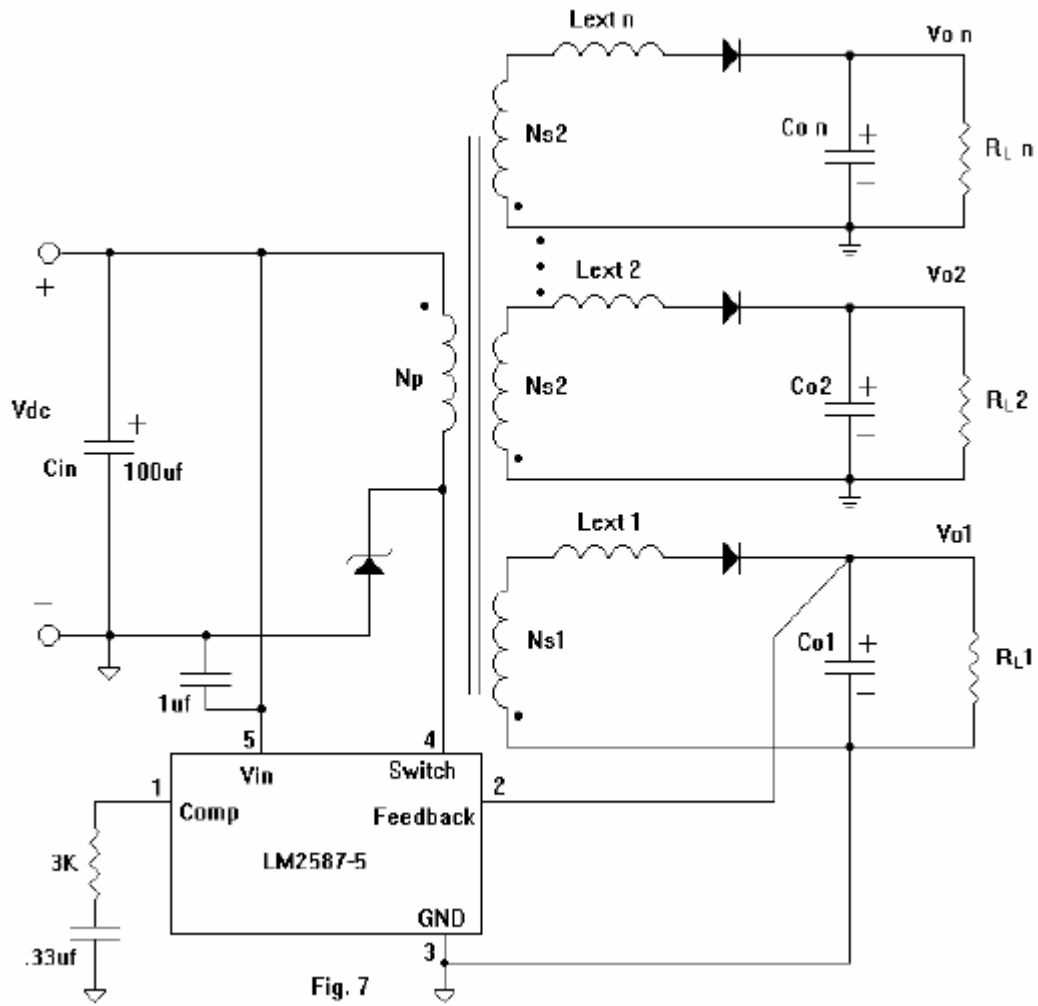 Lext n
Vo n
Ns2
Co n
+
−
RL n
Lext 2
Vo2
+
Np
Ns2
Co2
+
−
RL2
Vdc
Cin
+
100uf
Lext 1
Vo1
−
Ns1
Co1
+
−
RL1
1uf
5
4
Vin
Switch
1
2
Comp
Feedback
3K
LM2587-5
GND
.33uf
3
Fig. 7